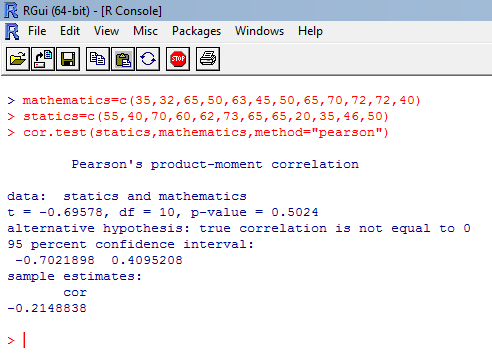 RGui (64-bit) - [R Console]
File Edit View Misc Packages Windows Help
STOP
> mathematics=c(35,32,65,50,63,45,50,65,70,72,72,40)
> statics=c(55,40,70,60,62,73,65,65,20,35,46,50)
> cor.test(statics,mathematics,method="pearson")
Pearson's product-moment correlation
data:  statics and mathematics
t = -0.69578, df = 10, p-value = 0.5024
alternative hypothesis: true correlation is not equal to 0
95 percent confidence interval:
 -0.7021898  0.4095208
sample estimates:
cor
-0.2148838
>